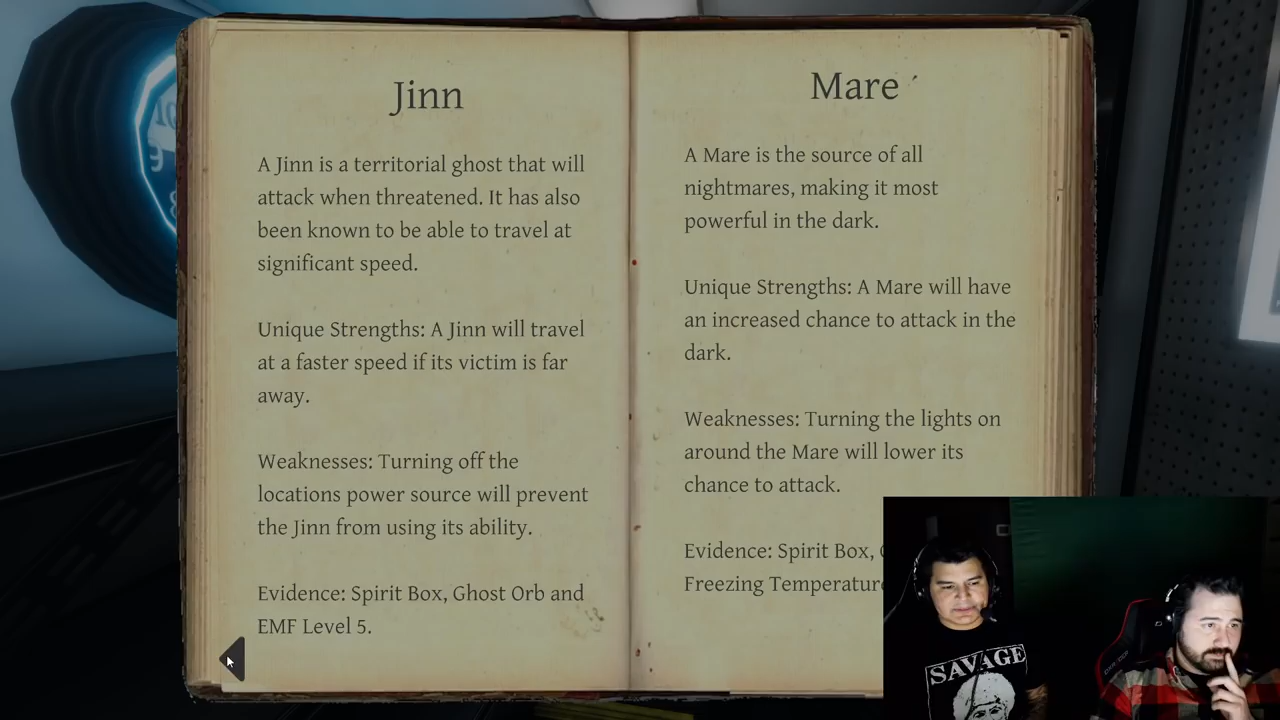 Jinn
A Jinn is a territorial ghost that will
attack when threatened. It has also
been known to be able to travel at
significant speed.
Unique Strengths: A Jinn will travel
at a faster speed if its victim is far
away.
Weaknesses: Turning off the
locations power source will prevent
the Jinn from using its ability.
Evidence: Spirit Box, Ghost Orb and
EMF Level 5.
Mare
A Mare is the source of all
nightmares, making it most
powerful in the dark.
Unique Strengths: A Mare will have
an increased chance to attack in the
dark.
Weaknesses: Turning the lights on
around the Mare will lower its
chance to attack.
Evidence: Spirit Box,
Freezing Temperature
SAVAGE